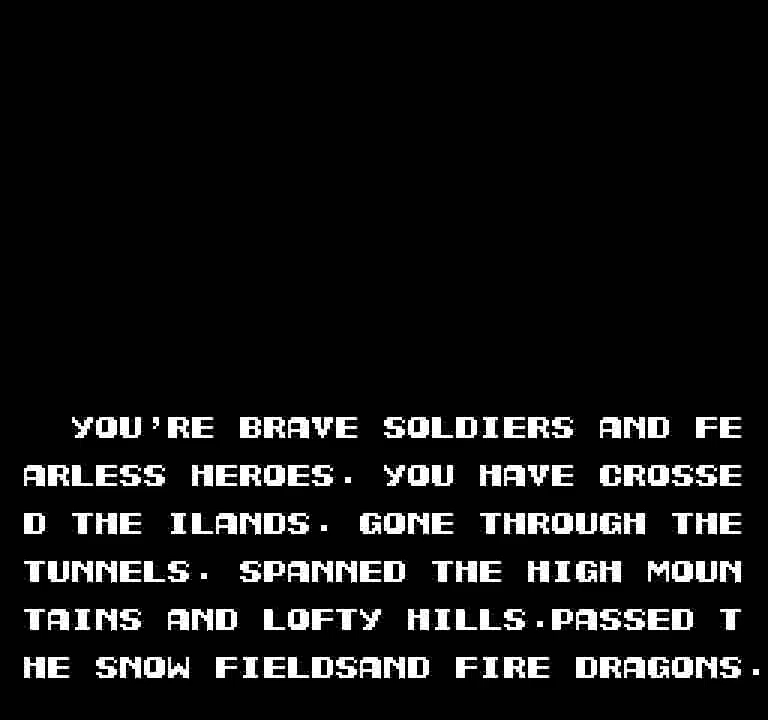 YOU'RE BRAVE SOLDIERS AND FE
ARLESS HEROES. YOU HAVE CROSSE
D THE ILANDS. GONE THROUGH THE
TUNNELS. SPANNED THE HIGH MOUN
TAINS AND LOFTY HILLS.PASSED T
HE SNOW FIELDSAND FIRE DRAGONS.